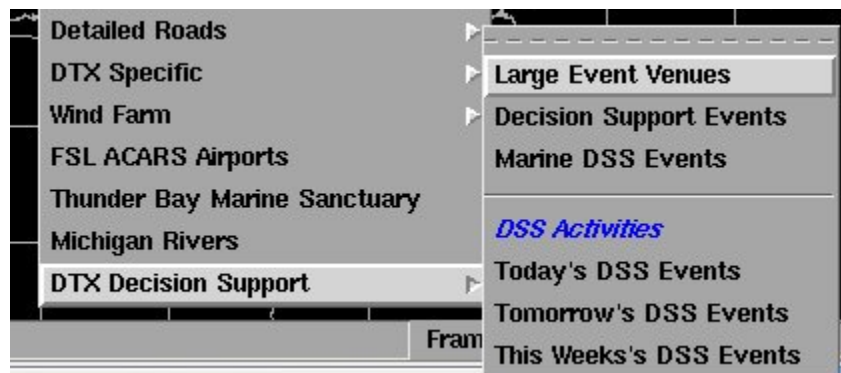 Detailed Roads
DTX Specific
Wind Farm
FSL ACARS Airports
Thunder Bay Marine Sanctuary
Michigan Rivers
DTX Decision Support
Fram
Large Event Venues
Decision Support Events
Marine DSS Events
DSS Activities
Today's DSS Events
Tomorrow's DSS Events
This Weeks's DSS Events